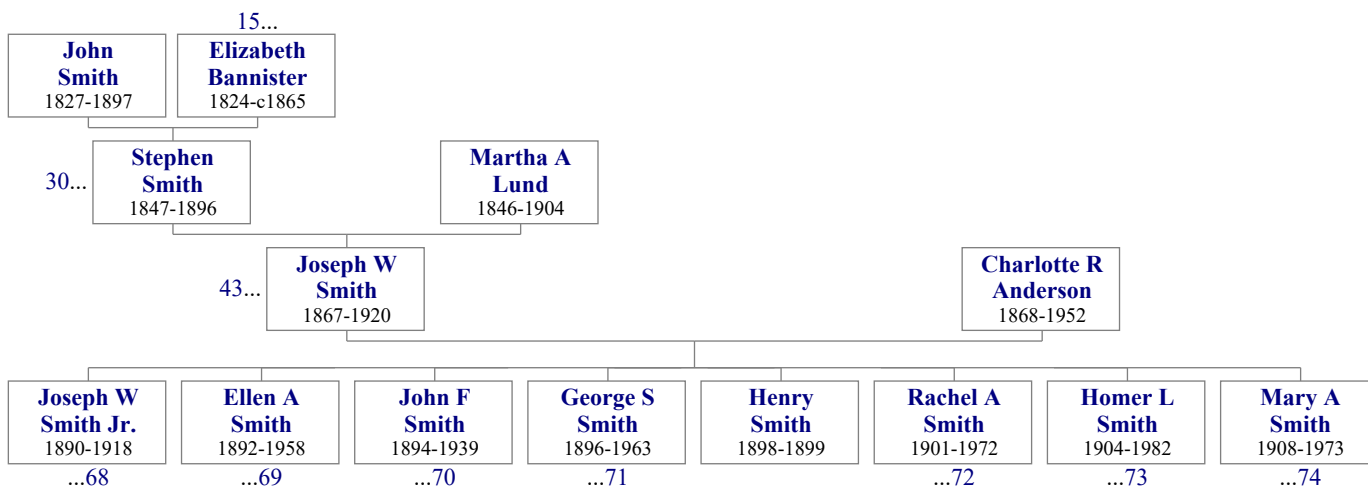 15...
John
Smith
1827-1897
Elizabeth
Bannister
1824-c1865
30...
Stephen
Smith
1847-1896
Martha A
Lund
1846-1904
43...
Joseph W
Smith
1867-1920
Charlotte R
Anderson
1868-1952
Joseph W
Smith Jr.
1890-1918
...68
Ellen A
Smith
1892-1958
...69
John F
Smith
1894-1939
...70
George S
Smith
1896-1963
...71
Henry
Smith
1898-1899
Rachel A
Smith
1901-1972
...72
Homer L
Smith
1904-1982
...73
Mary A
Smith
1908-1973
...74